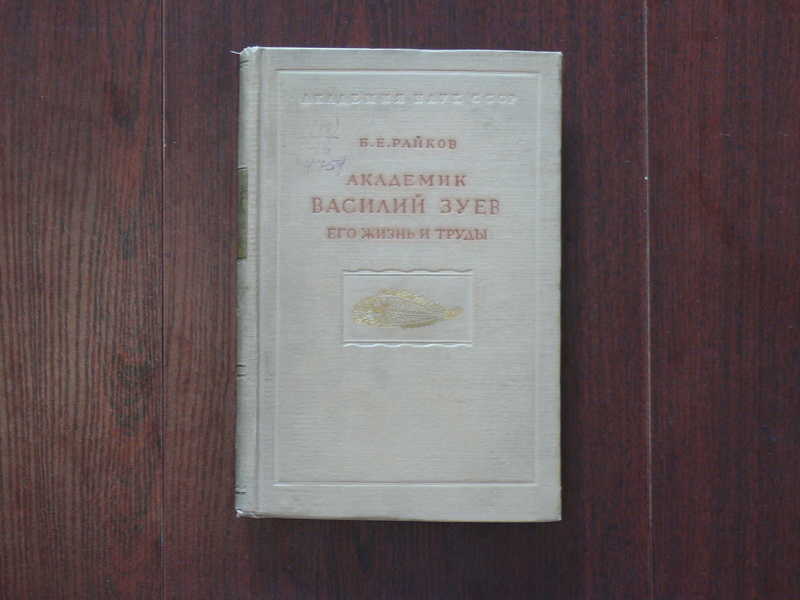 АКАДЕМИЯ НАУК СССР
Б.Е.РАЙКОВ
АКАДЕМИК
ВАСИЛИЙ ЗУЕВ
ЕГО ЖИЗНЬ И ТРУДЫ